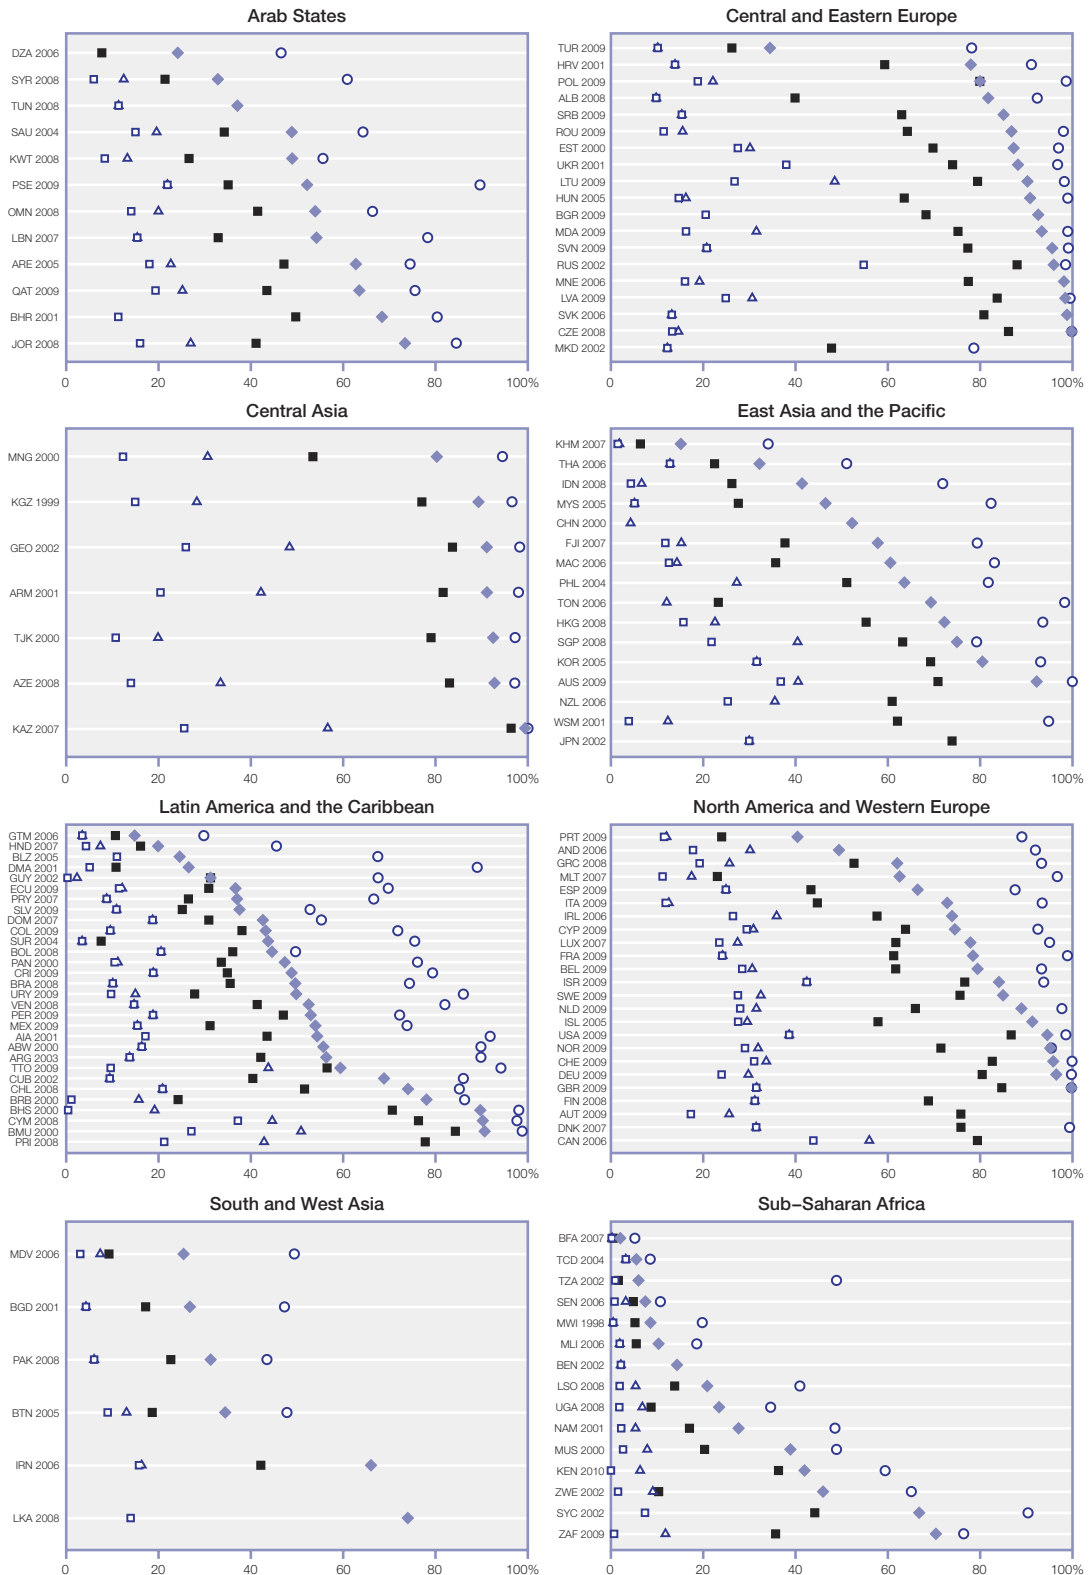 Arab States
DZA 2006
SYR 2008
TUN 2008
SAU 2004
KWT 2008
PSE 2009
OMN 2008
LBN 2007
ARE 2005
QAT 2009
BHR 2001
JOR 2008
0 20 40 60 80 100%
Central and Eastern Europe
TUR 2009
HRV 2001
POL 2009
ALB 2008
SRB 2009
ROU 2009
EST 2000
UKR 2001
LTU 2009
HUN 2005
BGR 2009
MDA 2009
SVN 2009
RUS 2002
MNE 2006
LVA 2009
SVK 2006
CZE 2008
MKD 2002
0 20 40 60 80 100%
Central Asia
MNG 2000
KGZ 1999
GEO 2002
ARM 2001
TJK 2000
AZE 2008
KAZ 2007
0 20 40 60 80 100%
East Asia and the Pacific
KHM 2007
THA 2006
IDN 2008
MYS 2005
CHN 2000
FJI 2007
MAC 2006
PHL 2004
TON 2006
HKG 2008
SGP 2008
KOR 2005
AUS 2009
NZL 2006
WSM 2001
JPN 2002
0 20 40 60 80 100%
Latin America and the Caribbean
GTM 2006
HND 2007
BLZ 2005
DMA 2001
GUY 2002
ECU 2009
PRY 2007
SLV 2009
DOM 2007
COL 2009
SUR 2004
BOL 2008
PAN 2000
CRI 2009
BRA 2008
URY 2009
VEN 2008
PER 2009
MEX 2009
AIA 2001
ABW 2000
ARG 2003
TTO 2009
CUB 2002
CHL 2008
BRB 2000
BHS 2000
CYM 2008
BMU 2000
PRI 2008
0 20 40 60 80 100%
North America and Western Europe
PRT 2009
AND 2006
GRC 2008
MLT 2007
ESP 2009
ITA 2009
IRL 2006
CYP 2009
LUX 2007
FRA 2009
BEL 2009
ISR 2009
SWE 2009
NLD 2009
ISL 2005
USA 2009
NOR 2009
CHE 2009
DEU 2009
GBR 2009
FIN 2008
AUT 2009
DNK 2007
CAN 2006
0 20 40 60 80 100%
South and West Asia
MDV 2006
BGD 2001
PAK 2008
BTN 2005
IRN 2006
LKA 2008
0 20 40 60 80 100%
Sub–Saharan Africa
BFA 2007
TCD 2004
TZA 2002
SEN 2006
MWI 1998
MLI 2006
BEN 2002
LSO 2008
UGA 2008
NAM 2001
MUS 2000
KEN 2010
ZWE 2002
SYC 2002
ZAF 2009
0 20 40 60 80 100%